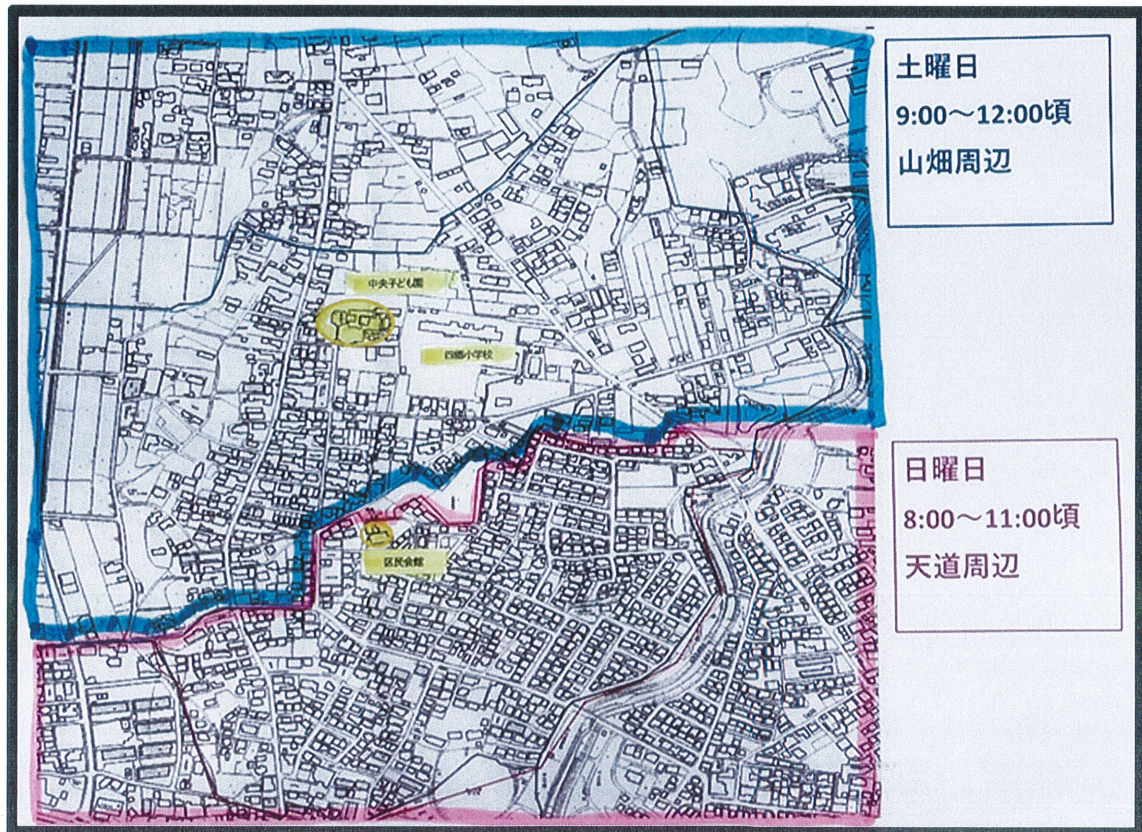 土曜日
9:00～12:00頃
山畑周辺
中央子ども園
四郷小学校
日曜日
8:00～11:00頃
天道周辺
区民会館